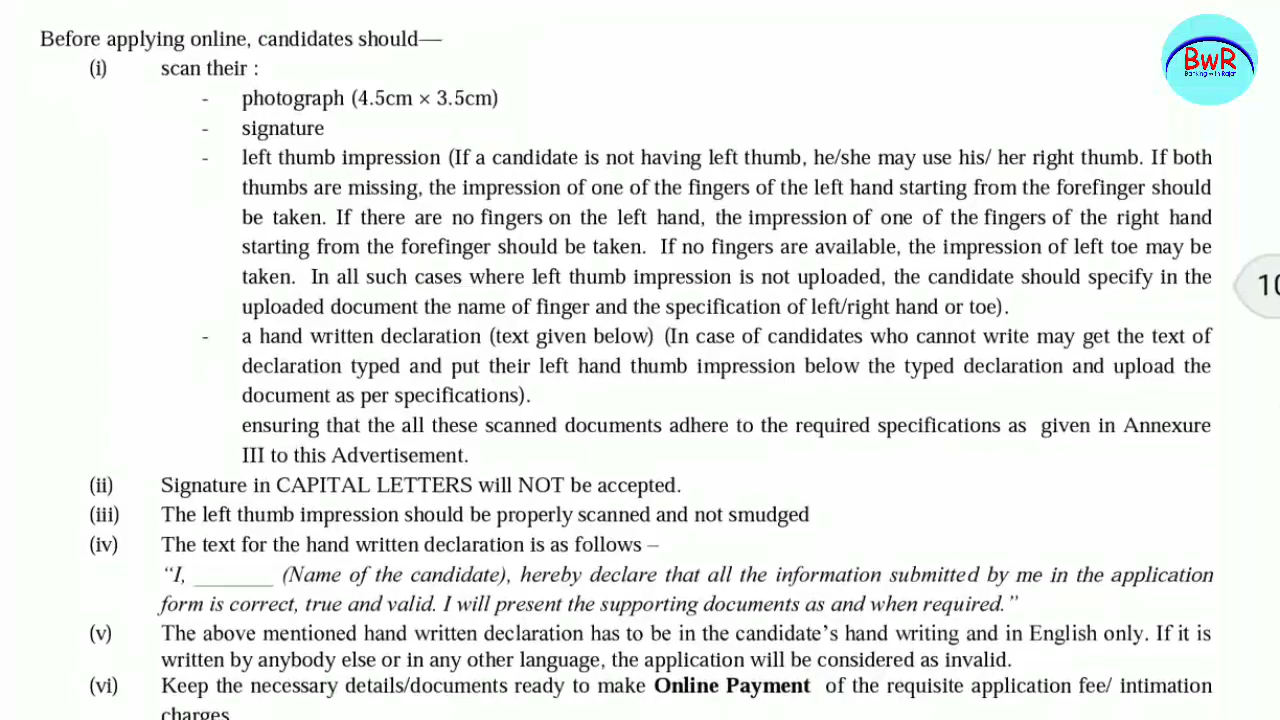 Before applying online, candidates should—
(i) scan their :
- photograph (4.5cm × 3.5cm)
- signature
- left thumb impression (If a candidate is not having left thumb, he/she may use his/ her right thumb. If both
thumbs are missing, the impression of one of the fingers of the left hand starting from the forefinger should
be taken. If there are no fingers on the left hand, the impression of one of the fingers of the right hand
starting from the forefinger should be taken. If no fingers are available, the impression of left toe may be
taken. In all such cases where left thumb impression is not uploaded, the candidate should specify in the
uploaded document the name of finger and the specification of left/right hand or toe).
- a hand written declaration (text given below) (In case of candidates who cannot write may get the text of
declaration typed and put their left hand thumb impression below the typed declaration and upload the
document as per specifications).
ensuring that the all these scanned documents adhere to the required specifications as given in Annexure
III to this Advertisement.
(ii) Signature in CAPITAL LETTERS will NOT be accepted.
(iii) The left thumb impression should be properly scanned and not smudged
(iv) The text for the hand written declaration is as follows –
“I, _______ (Name of the candidate), hereby declare that all the information submitted by me in the application
form is correct, true and valid. I will present the supporting documents as and when required.”
(v) The above mentioned hand written declaration has to be in the candidate’s hand writing and in English only. If it is
written by anybody else or in any other language, the application will be considered as invalid.
(vi) Keep the necessary details/documents ready to make Online Payment of the requisite application fee/ intimation
charges
BwR
10